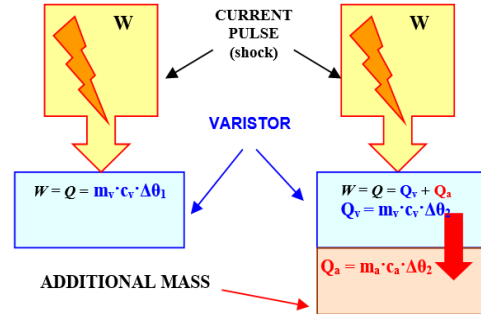 W
CURRENT
PULSE
(shock)
W
VARISTOR
W = Q = mᵥ·cᵥ·Δθ₁
W = Q = Qᵥ + Qₐ
Qᵥ = mᵥ·cᵥ·Δθ₂
ADDITIONAL MASS
Qₐ = mₐ·cₐ·Δθ₂